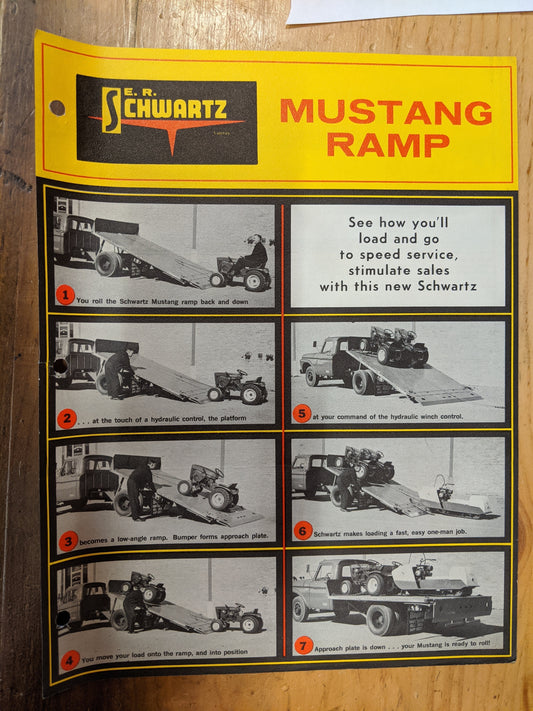 E. R.
SCHWARTZ
MUSTANG
RAMP
See how you'll
load and go
to speed service,
stimulate sales
with this new Schwartz
1 You roll the Schwartz Mustang ramp back and down
2 . . . at the touch of a hydraulic control, the platform
3 becomes a low-angle ramp. Bumper forms approach plate.
4 You move your load onto the ramp, and into position
5 at your command of the hydraulic winch control.
6 Schwartz makes loading a fast, easy one-man job.
7 Approach plate is down . . . your Mustang is ready to roll!